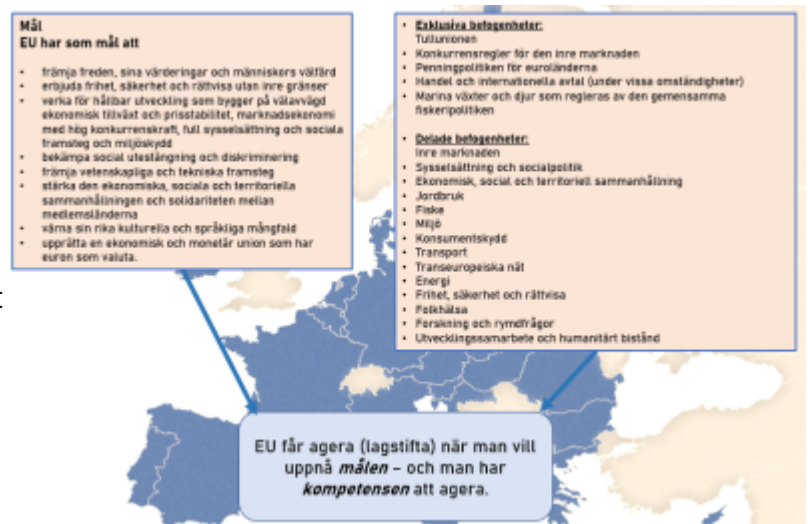 Mål
EU har som mål att
• främja freden, sina värderingar och människors välfärd
• erbjuda frihet, säkerhet och rättvisa utan inre gränser
• verka för hållbar utveckling som bygger på välavvägd
ekonomisk tillväxt och prisstabilitet, marknadsekonomi
med hög konkurrenskraft, full sysselsättning och sociala
framsteg och miljöskydd
• bekämpa social utestängning och diskriminering
• främja vetenskapliga och tekniska framsteg
• stärka den ekonomiska, sociala och territoriella
sammanhållningen och solidariteten mellan
medlemsländerna
• värna sin rika kulturella och språkliga mångfald
• upprätta en ekonomisk och monetär union som har
euron som valuta.
• Exklusiva befogenheter:
Tullunionen
• Konkurrensregler för den inre marknaden
• Penningpolitiken för euroländerna
• Handel och internationella avtal (under vissa omständigheter)
• Marina växter och djur som regleras av den gemensamma
fiskeripolitiken
• Delade befogenheter:
Inre marknaden
• Sysselsättning och socialpolitik
• Ekonomisk, social och territoriell sammanhållning
• Jordbruk
• Fiske
• Miljö
• Konsumentskydd
• Transport
• Transeuropeiska nät
• Energi
• Frihet, säkerhet och rättvisa
• Folkhälsa
• Forskning och rymdfrågor
• Utvecklingssamarbete och humanitärt bistånd
EU får agera (lagstifta) när man vill
uppnå målen – och man har
kompetensen att agera.